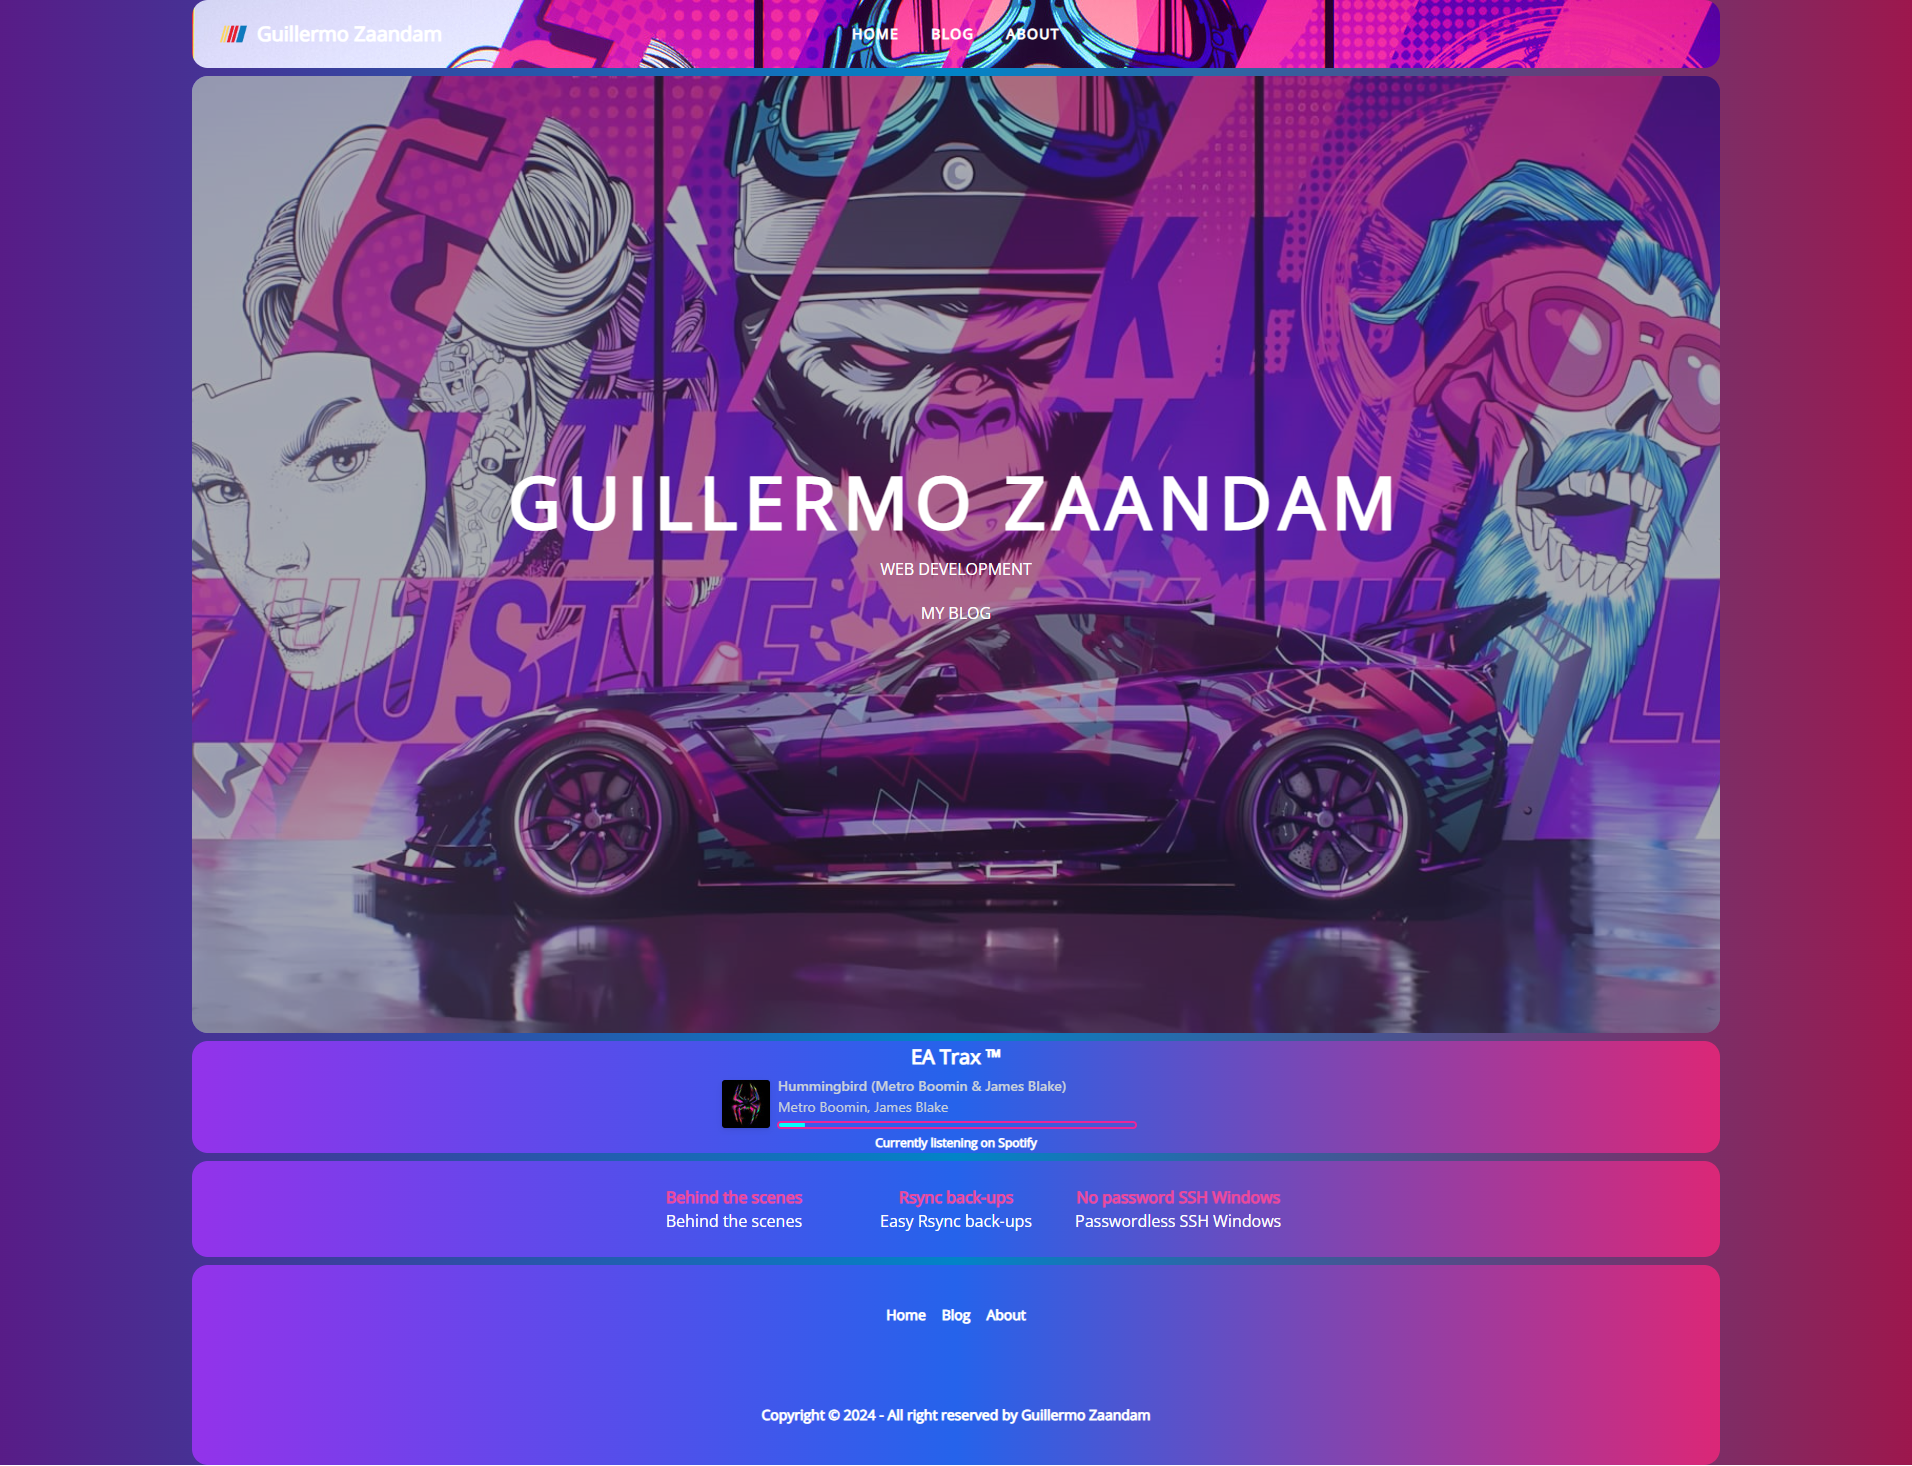 Guillermo Zaandam
HOME BLOG ABOUT
GUILLERMO ZAANDAM
WEB DEVELOPMENT
MY BLOG
HUSTLE
EA Trax ™
Hummingbird (Metro Boomin & James Blake)
Metro Boomin, James Blake
Currently listening on Spotify
Behind the scenes Rsync back-ups No password SSH Windows
Behind the scenes Easy Rsync back-ups Passwordless SSH Windows
Home Blog About
Copyright © 2024 - All right reserved by Guillermo Zaandam